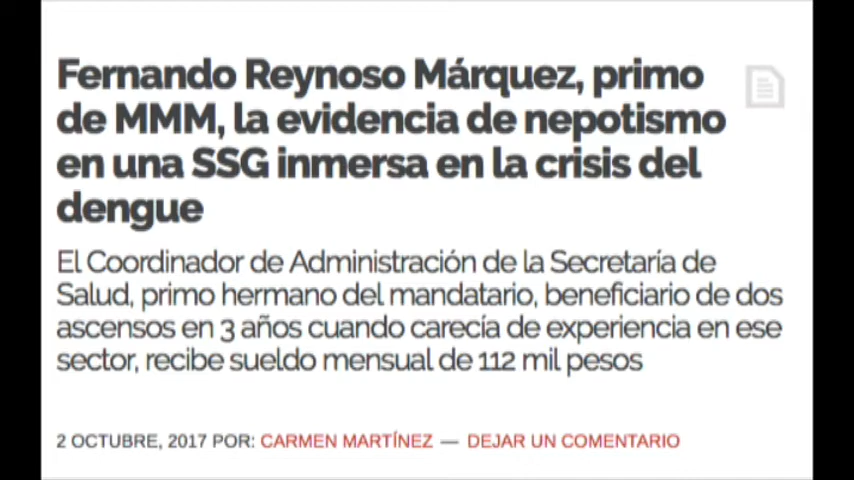 Fernando Reynoso Márquez, primo
de MMM, la evidencia de nepotismo
en una SSG inmersa en la crisis del
dengue
El Coordinador de Administración de la Secretaría de
Salud, primo hermano del mandatario, beneficiario de dos
ascensos en 3 años cuando carecía de experiencia en ese
sector, recibe sueldo mensual de 112 mil pesos
2 OCTUBRE, 2017 POR: CARMEN MARTÍNEZ — DEJAR UN COMENTARIO